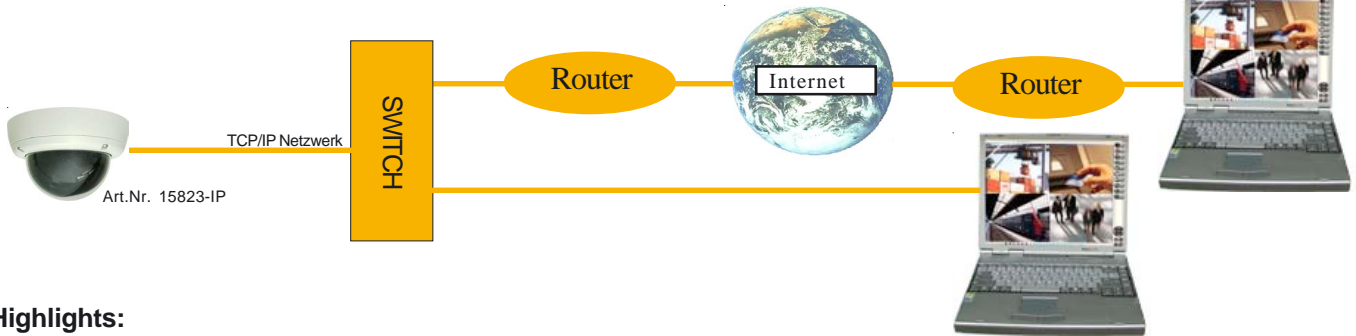 Router
Internet
Router
SWITCH
TCP/IP Netzwerk
Art.Nr. 15823-IP
Highlights: